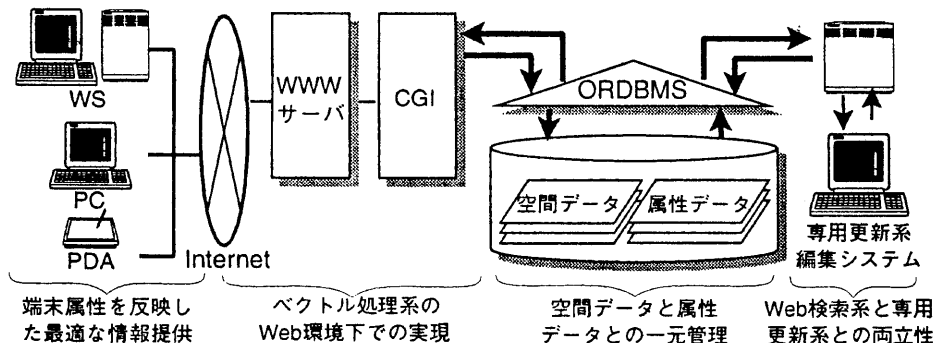 WS
PC
PDA
Internet
WWW
サーバ
CGI
ORDBMS
空間データ
属性データ
専用更新系
編集システム
端末属性を反映し
た最適な情報提供
ベクトル処理系の
Web環境下での実現
空間データと属性
データとの一元管理
Web検索系と専用
更新系との両立性